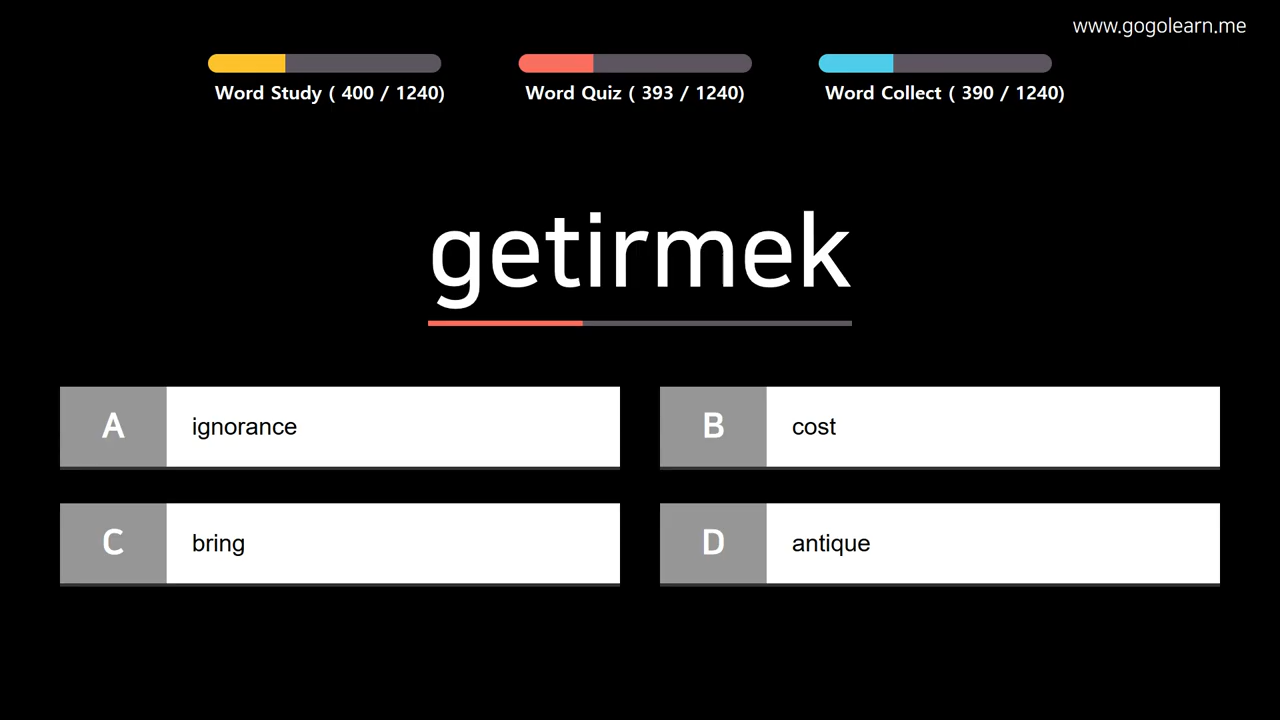 www.gogolearn.me
Word Study ( 400 / 1240)
Word Quiz ( 393 / 1240)
Word Collect ( 390 / 1240)
getirmek
A ignorance
B cost
C bring
D antique